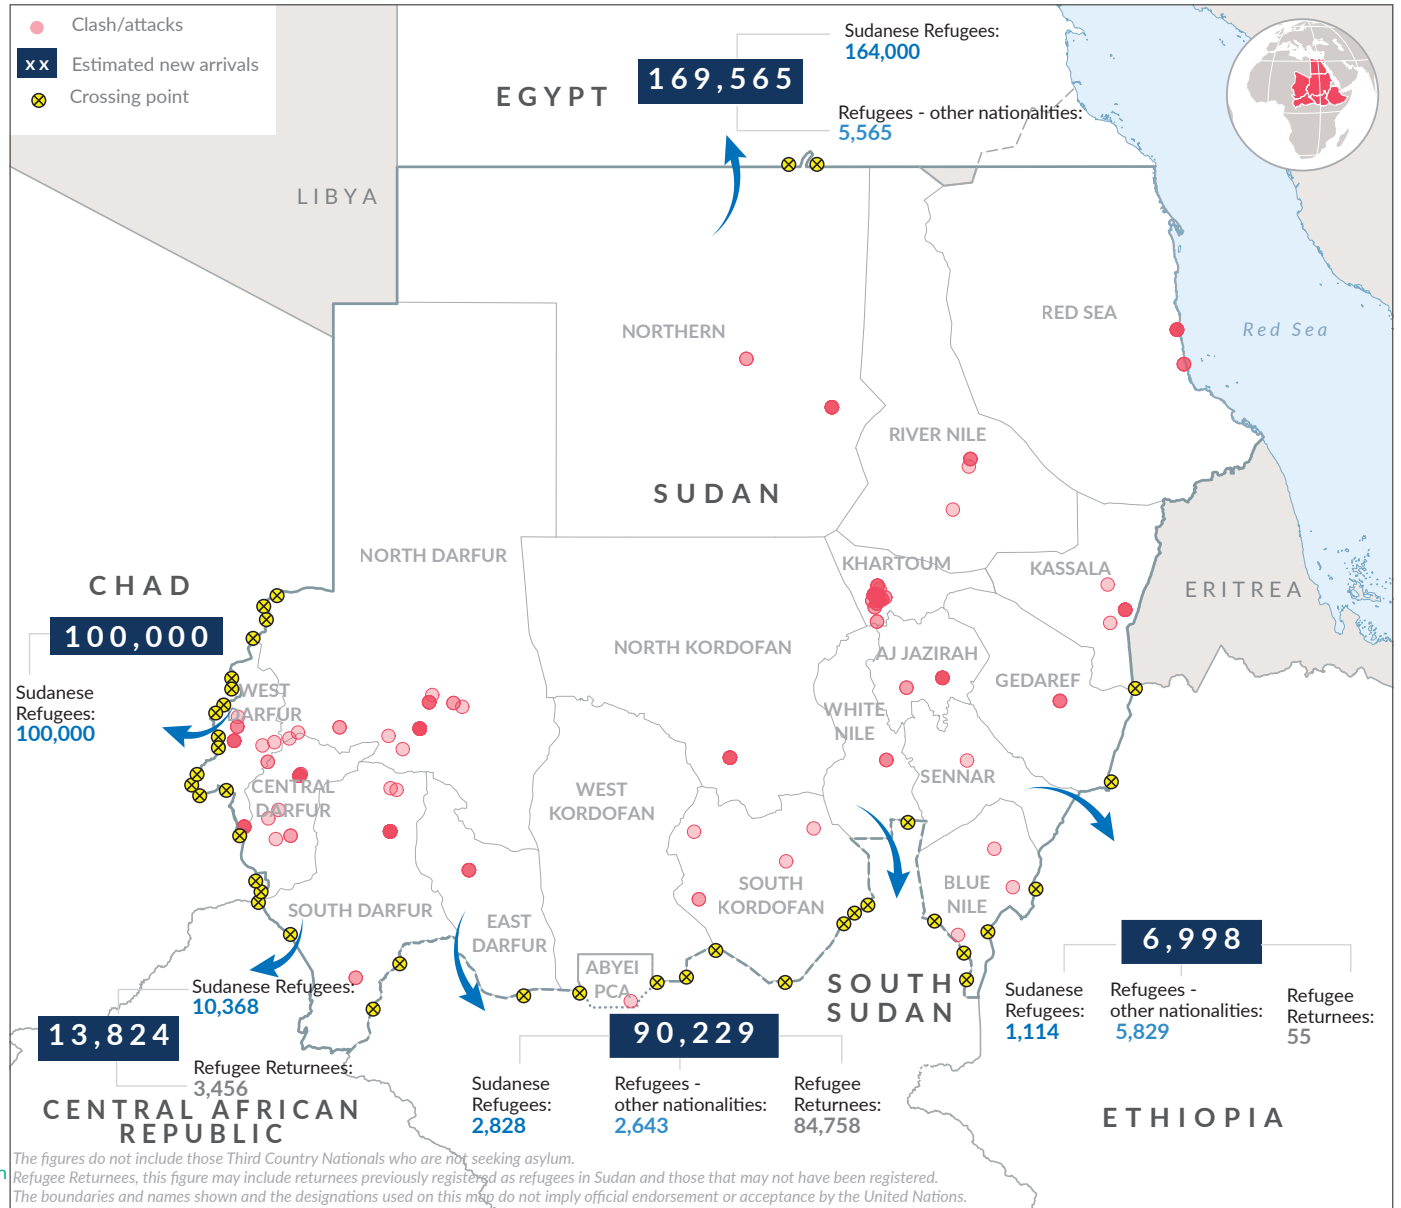 Clash/attacks
xx Estimated new arrivals
Crossing point
EGYPT
169,565
Sudanese Refugees:
164,000
Refugees - other nationalities:
5,565
LIBYA
NORTHERN
RED SEA
Red Sea
RIVER NILE
SUDAN
NORTH DARFUR
KHARTOUM
KASSALA
ERITREA
CHAD
100,000
Sudanese
Refugees:
100,000
NORTH KORDOFAN
AJ JAZIRAH
GEDAREF
WEST
DARFUR
WHITE
NILE
SENNAR
CENTRAL
DARFUR
WEST
KORDOFAN
SOUTH
KORDOFAN
BLUE
NILE
SOUTH DARFUR
EAST
DARFUR
ABYEI
PCA
SOUTH
SUDAN
6,998
Sudanese
Refugees:
1,114
Refugees -
other nationalities:
5,829
Refugee
Returnees:
55
Sudanese Refugees:
10,368
13,824
Refugee Returnees:
3,456
CENTRAL AFRICAN
REPUBLIC
90,229
Sudanese
Refugees:
2,828
Refugees -
other nationalities:
2,643
Refugee
Returnees:
84,758
ETHIOPIA
The figures do not include those Third Country Nationals who are not seeking asylum.
Refugee Returnees, this figure may include returnees previously registered as refugees in Sudan and those that may not have been registered.
The boundaries and names shown and the designations used on this map do not imply official endorsement or acceptance by the United Nations.